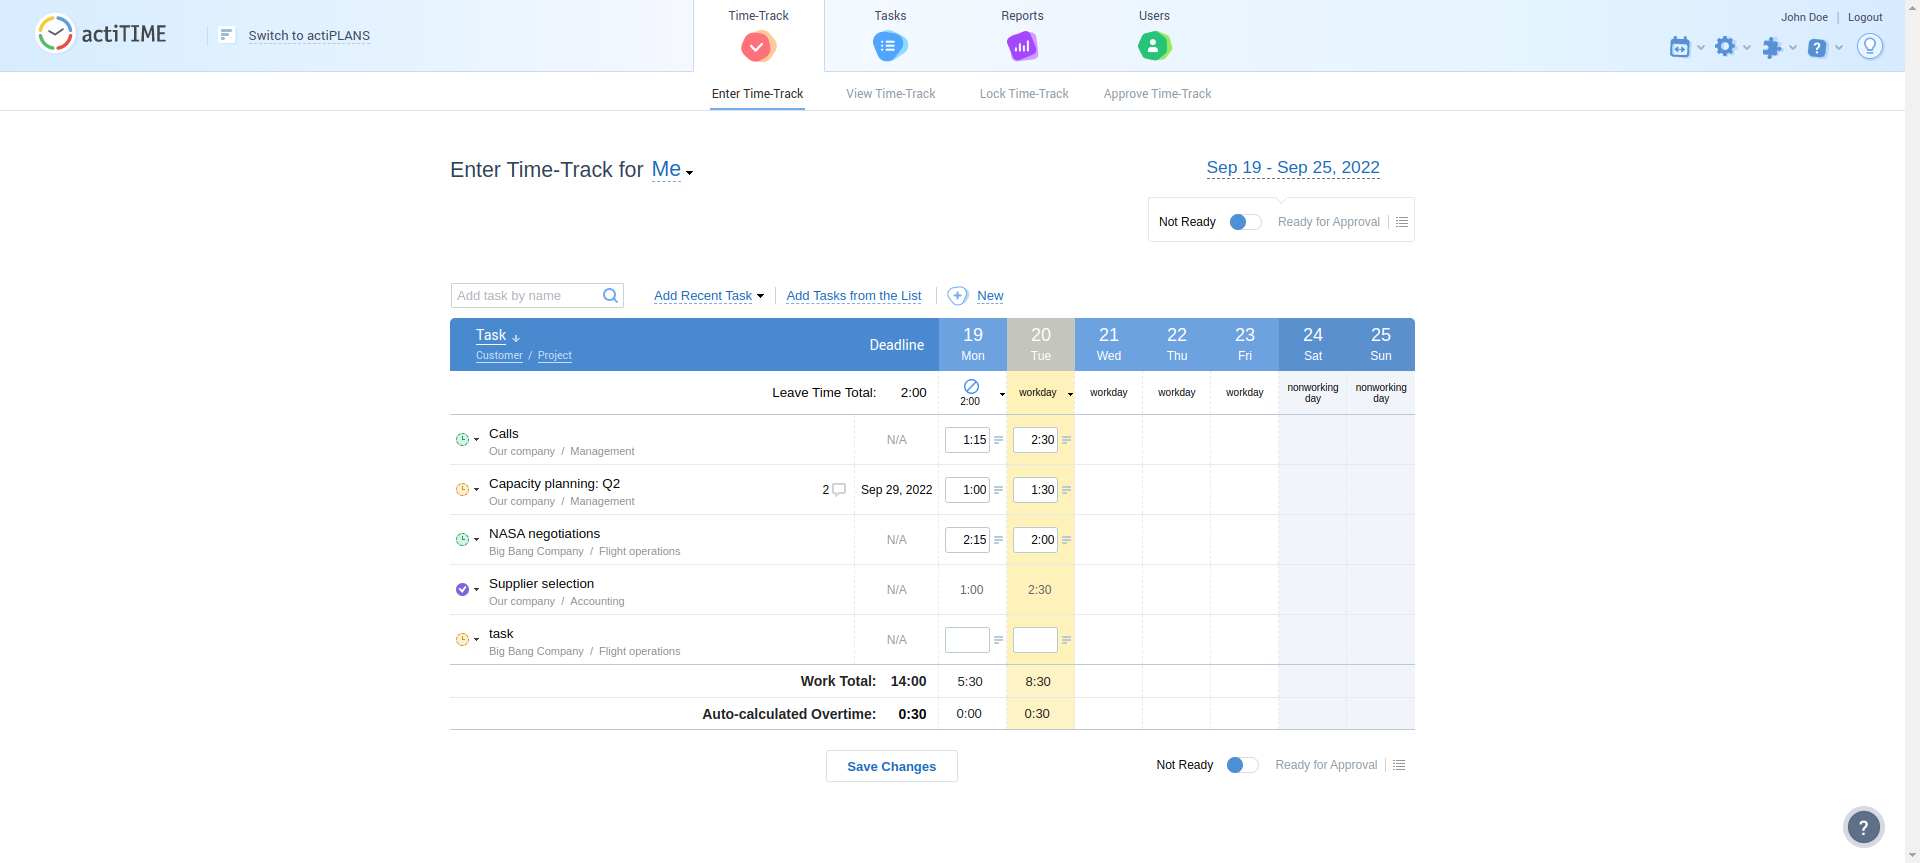 actiTIME
Switch to actiPLANS
Time-Track
Tasks
Reports
Users
John Doe
Logout
Enter Time-Track
View Time-Track
Lock Time-Track
Approve Time-Track
Enter Time-Track for Me
Sep 19 - Sep 25, 2022
Not Ready
Ready for Approval
Add task by name
Add Recent Task
Add Tasks from the List
New
Task
Customer / Project
Deadline
19
Mon
20
Tue
21
Wed
22
Thu
23
Fri
24
Sat
25
Sun
Leave Time Total: 2:00
2:00
workday
workday
workday
workday
nonworking
day
nonworking
day
Calls
Our company / Management
N/A
1:15
2:30
Capacity planning: Q2
Our company / Management
2
Sep 29, 2022
1:00
1:30
NASA negotiations
Big Bang Company / Flight operations
N/A
2:15
2:00
Supplier selection
Our company / Accounting
N/A
1:00
2:30
task
Big Bang Company / Flight operations
N/A
Work Total: 14:00
5:30
8:30
Auto-calculated Overtime: 0:30
0:00
0:30
Save Changes
Not Ready
Ready for Approval
?